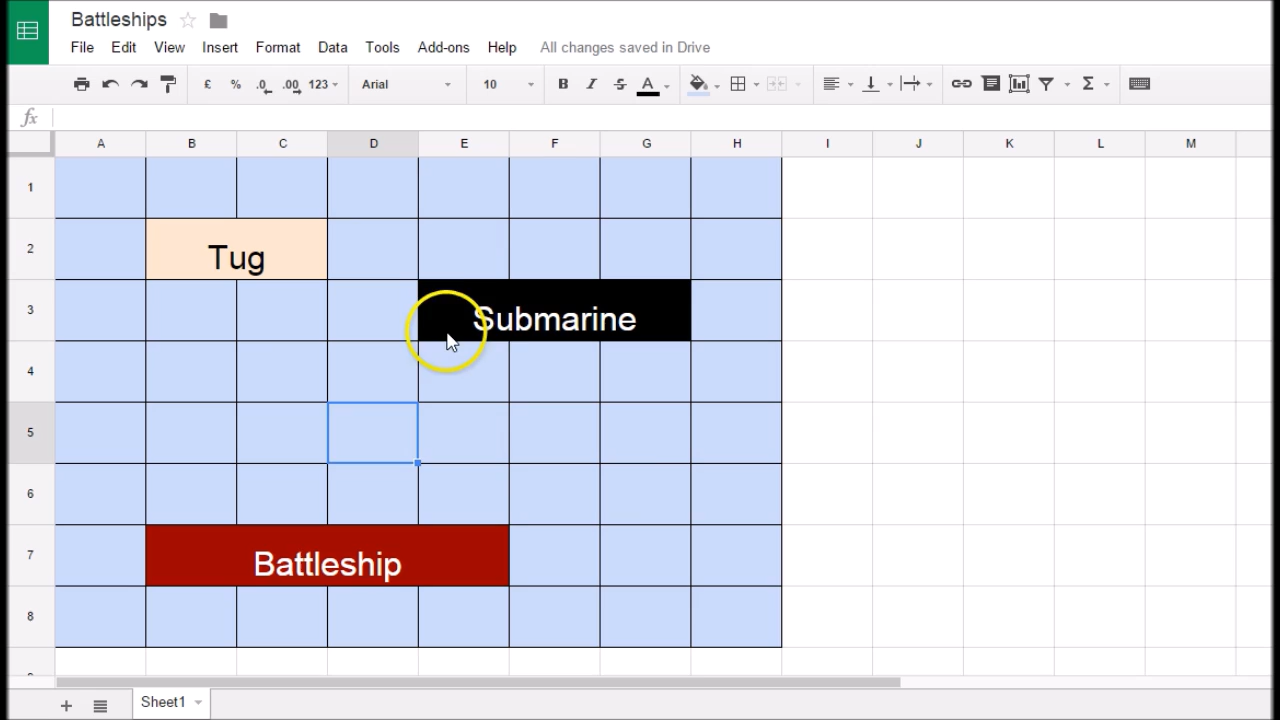 Battleships
File Edit View Insert Format Data Tools Add-ons Help All changes saved in Drive
£ % .0 .00 123 Arial 10 B I S A Σ
fx
A B C D E F G H I J K L M
1
2 Tug
3 Submarine
4
5
6
7 Battleship
8
+ Sheet1